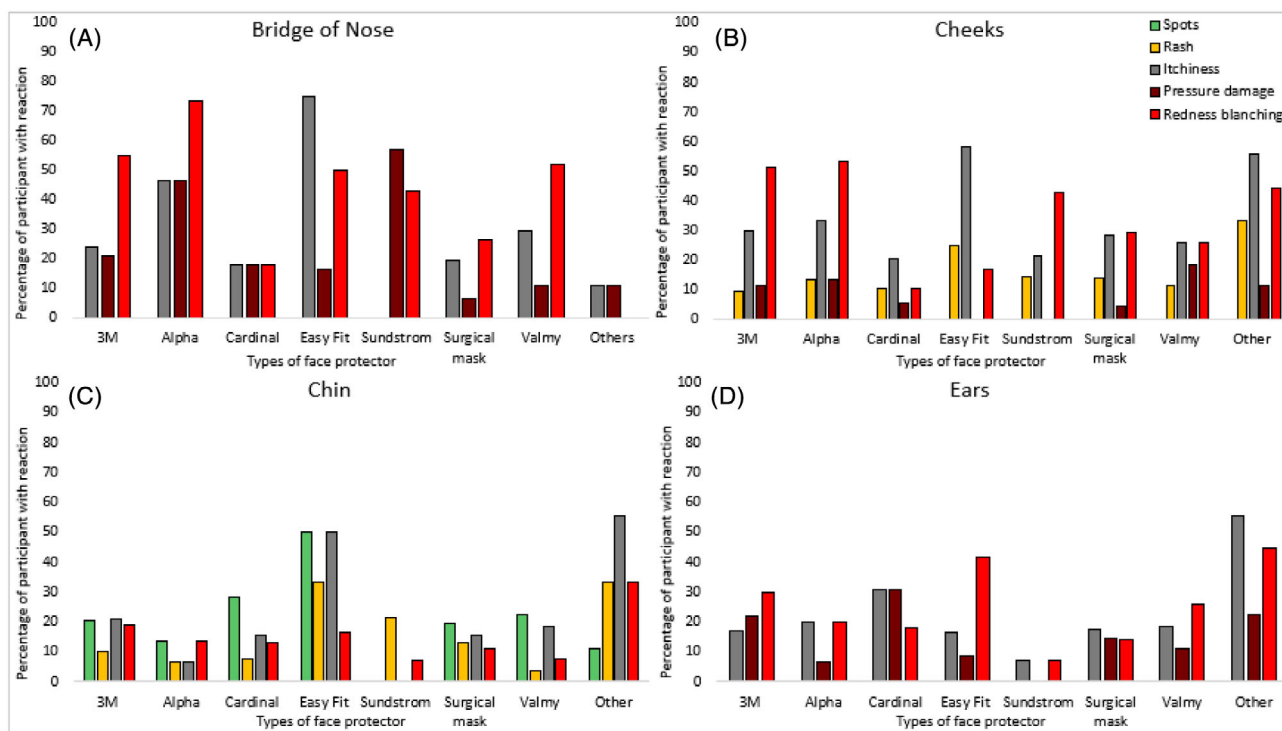 (A)
Bridge of Nose
Percentage of participant with reaction
100
90
80
70
60
50
40
30
20
10
0
3M Alpha Cardinal Easy Fit Sundstrom Surgical mask Valmy Others
Types of face protector
(B)
Cheeks
Spots
Rash
Itchiness
Pressure damage
Redness blanching
Percentage of participant with reaction
100
90
80
70
60
50
40
30
20
10
0
3M Alpha Cardinal Easy Fit Sundstrom Surgical mask Valmy Other
Types of face protector
(C)
Chin
Percentage of participant with reaction
100
90
80
70
60
50
40
30
20
10
0
3M Alpha Cardinal Easy Fit Sundstrom Surgical mask Valmy Other
Types of face protector
(D)
Ears
Percentage of participant with reaction
100
90
80
70
60
50
40
30
20
10
0
3M Alpha Cardinal Easy Fit Sundstrom Surgical mask Valmy Other
Types of face protector